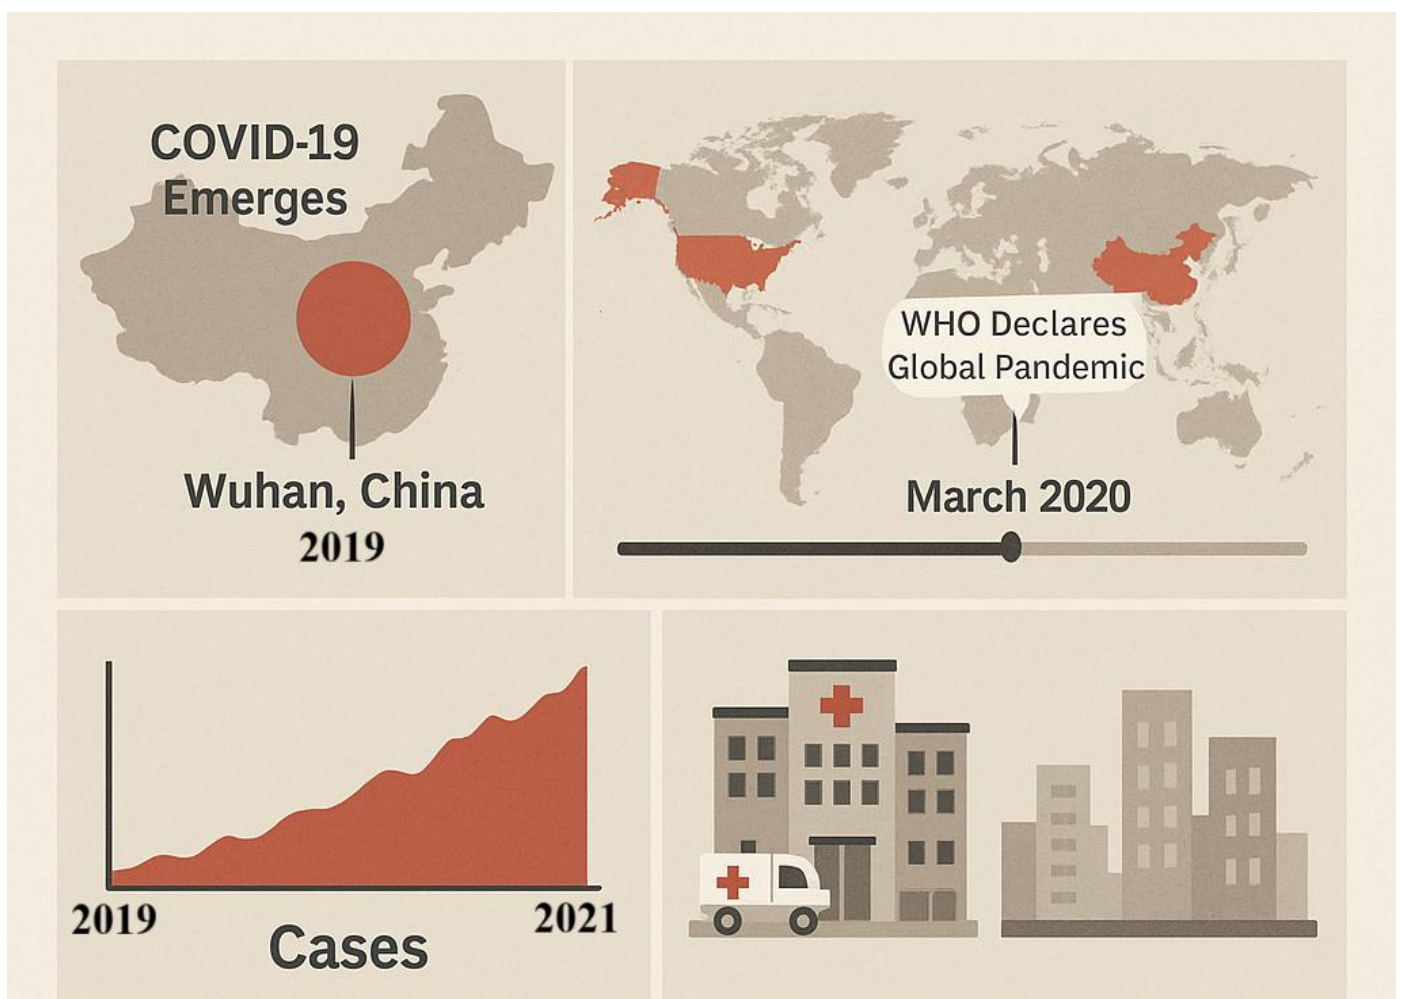 COVID-19
Emerges
Wuhan, China
2019
WHO Declares
Global Pandemic
March 2020
2019
2021
Cases